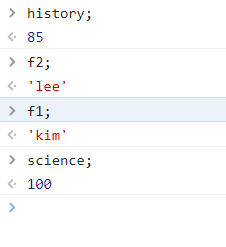 history;
85
f2;
'lee'
f1;
'kim'
science;
100